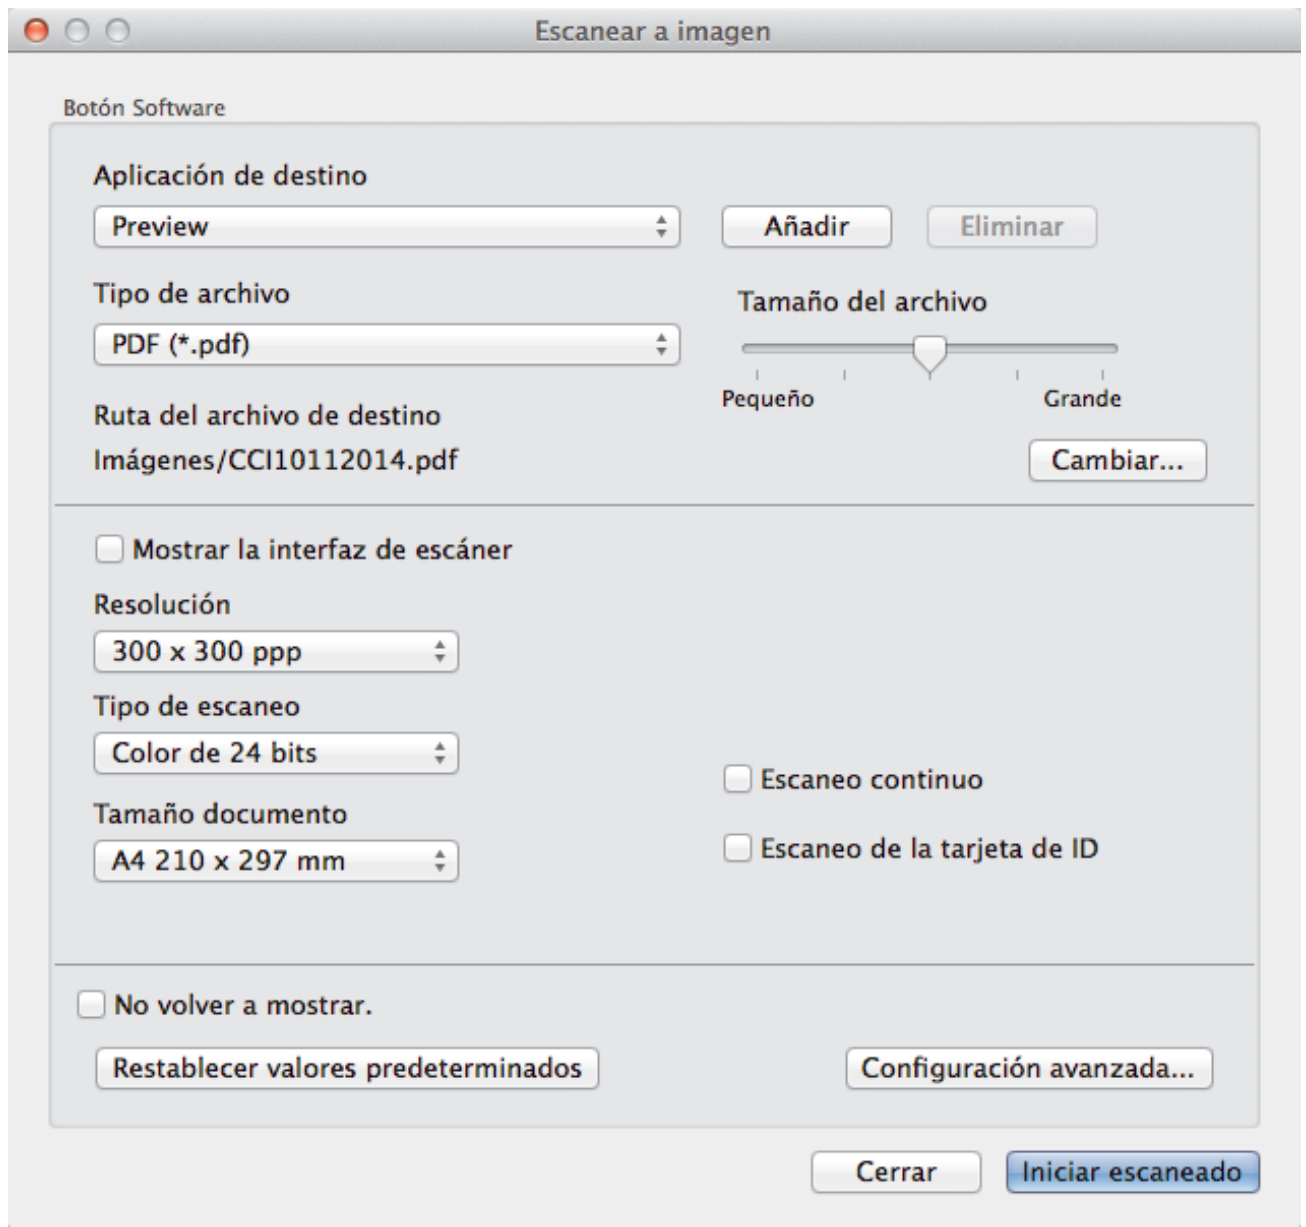 Escanear a imagen
Botón Software
Aplicación de destino
Preview Añadir Eliminar
Tipo de archivo Tamaño del archivo
PDF (*.pdf)
Pequeño Grande
Ruta del archivo de destino
Imágenes/CCI10112014.pdf Cambiar...
Mostrar la interfaz de escáner
Resolución
300 x 300 ppp
Tipo de escaneo
Color de 24 bits
Escaneo continuo
Tamaño documento
A4 210 x 297 mm
Escaneo de la tarjeta de ID
No volver a mostrar.
Restablecer valores predeterminados Configuración avanzada...
Cerrar Iniciar escaneado